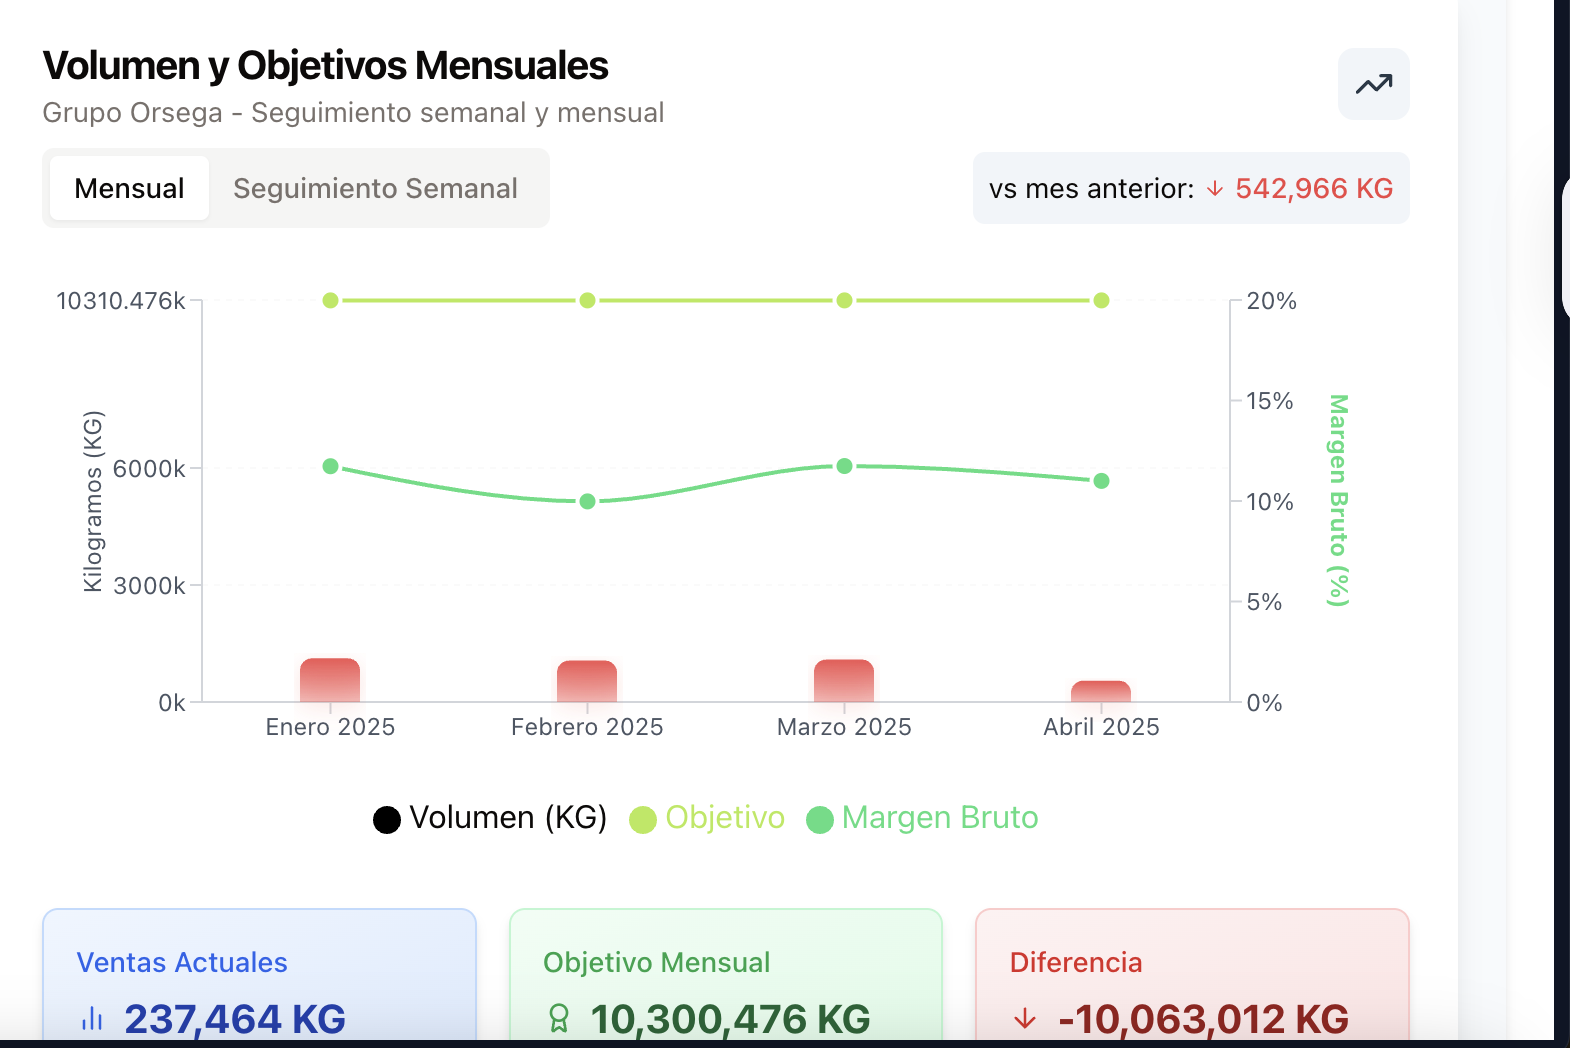 Volumen y Objetivos Mensuales
Grupo Orsega - Seguimiento semanal y mensual
Mensual Seguimiento Semanal
vs mes anterior: ↓ 542,966 KG
10310.476k
6000k
3000k
0k
Kilogramos (KG)
20%
15%
10%
5%
0%
Margen Bruto (%)
Enero 2025 Febrero 2025 Marzo 2025 Abril 2025
Volumen (KG) Objetivo Margen Bruto
Ventas Actuales
237,464 KG
Objetivo Mensual
10,300,476 KG
Diferencia
↓ -10,063,012 KG